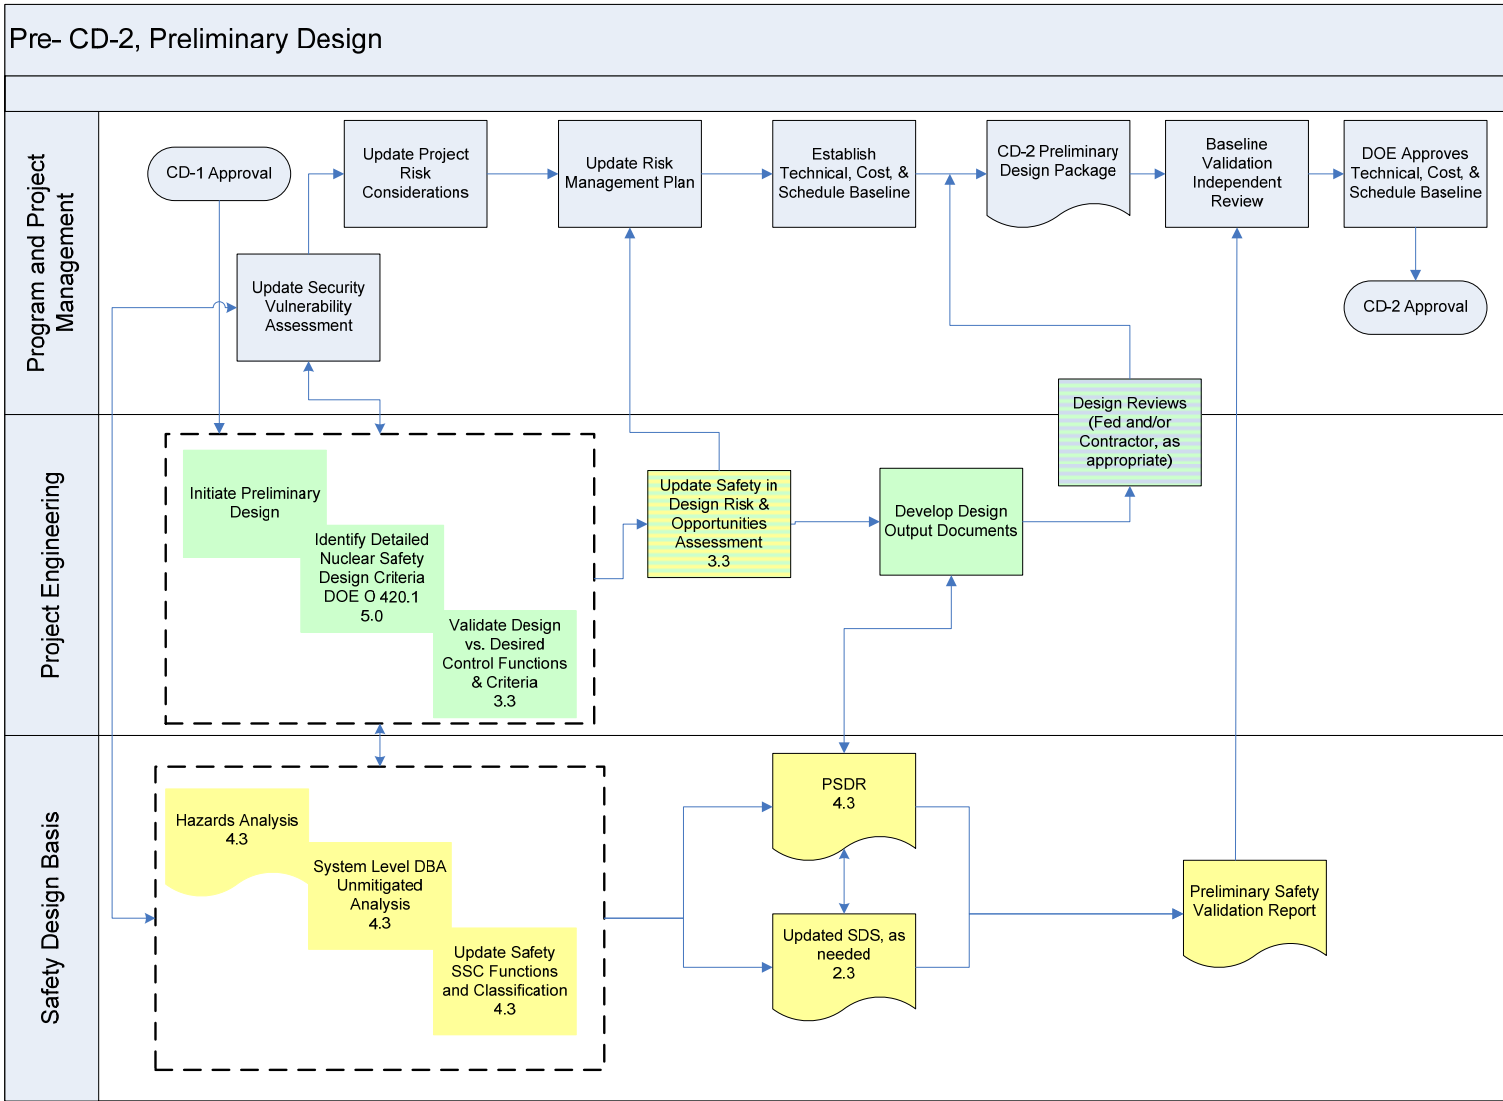 Pre- CD-2, Preliminary Design
Program and Project
Management
CD-1 Approval
Update Project
Risk
Considerations
Update Risk
Management Plan
Establish
Technical, Cost, &
Schedule Baseline
CD-2 Preliminary
Design Package
Baseline
Validation
Independent
Review
DOE Approves
Technical, Cost, &
Schedule Baseline
Update Security
Vulnerability
Assessment
CD-2 Approval
Project Engineering
Design Reviews
(Fed and/or
Contractor, as
appropriate)
Initiate Preliminary
Design
Identify Detailed
Nuclear Safety
Design Criteria
DOE O 420.1
5.0
Validate Design
vs. Desired
Control Functions
& Criteria
3.3
Update Safety in
Design Risk &
Opportunities
Assessment
3.3
Develop Design
Output Documents
Safety Design Basis
Hazards Analysis
4.3
System Level DBA
Unmitigated
Analysis
4.3
Update Safety
SSC Functions
and Classification
4.3
PSDR
4.3
Updated SDS, as
needed
2.3
Preliminary Safety
Validation Report